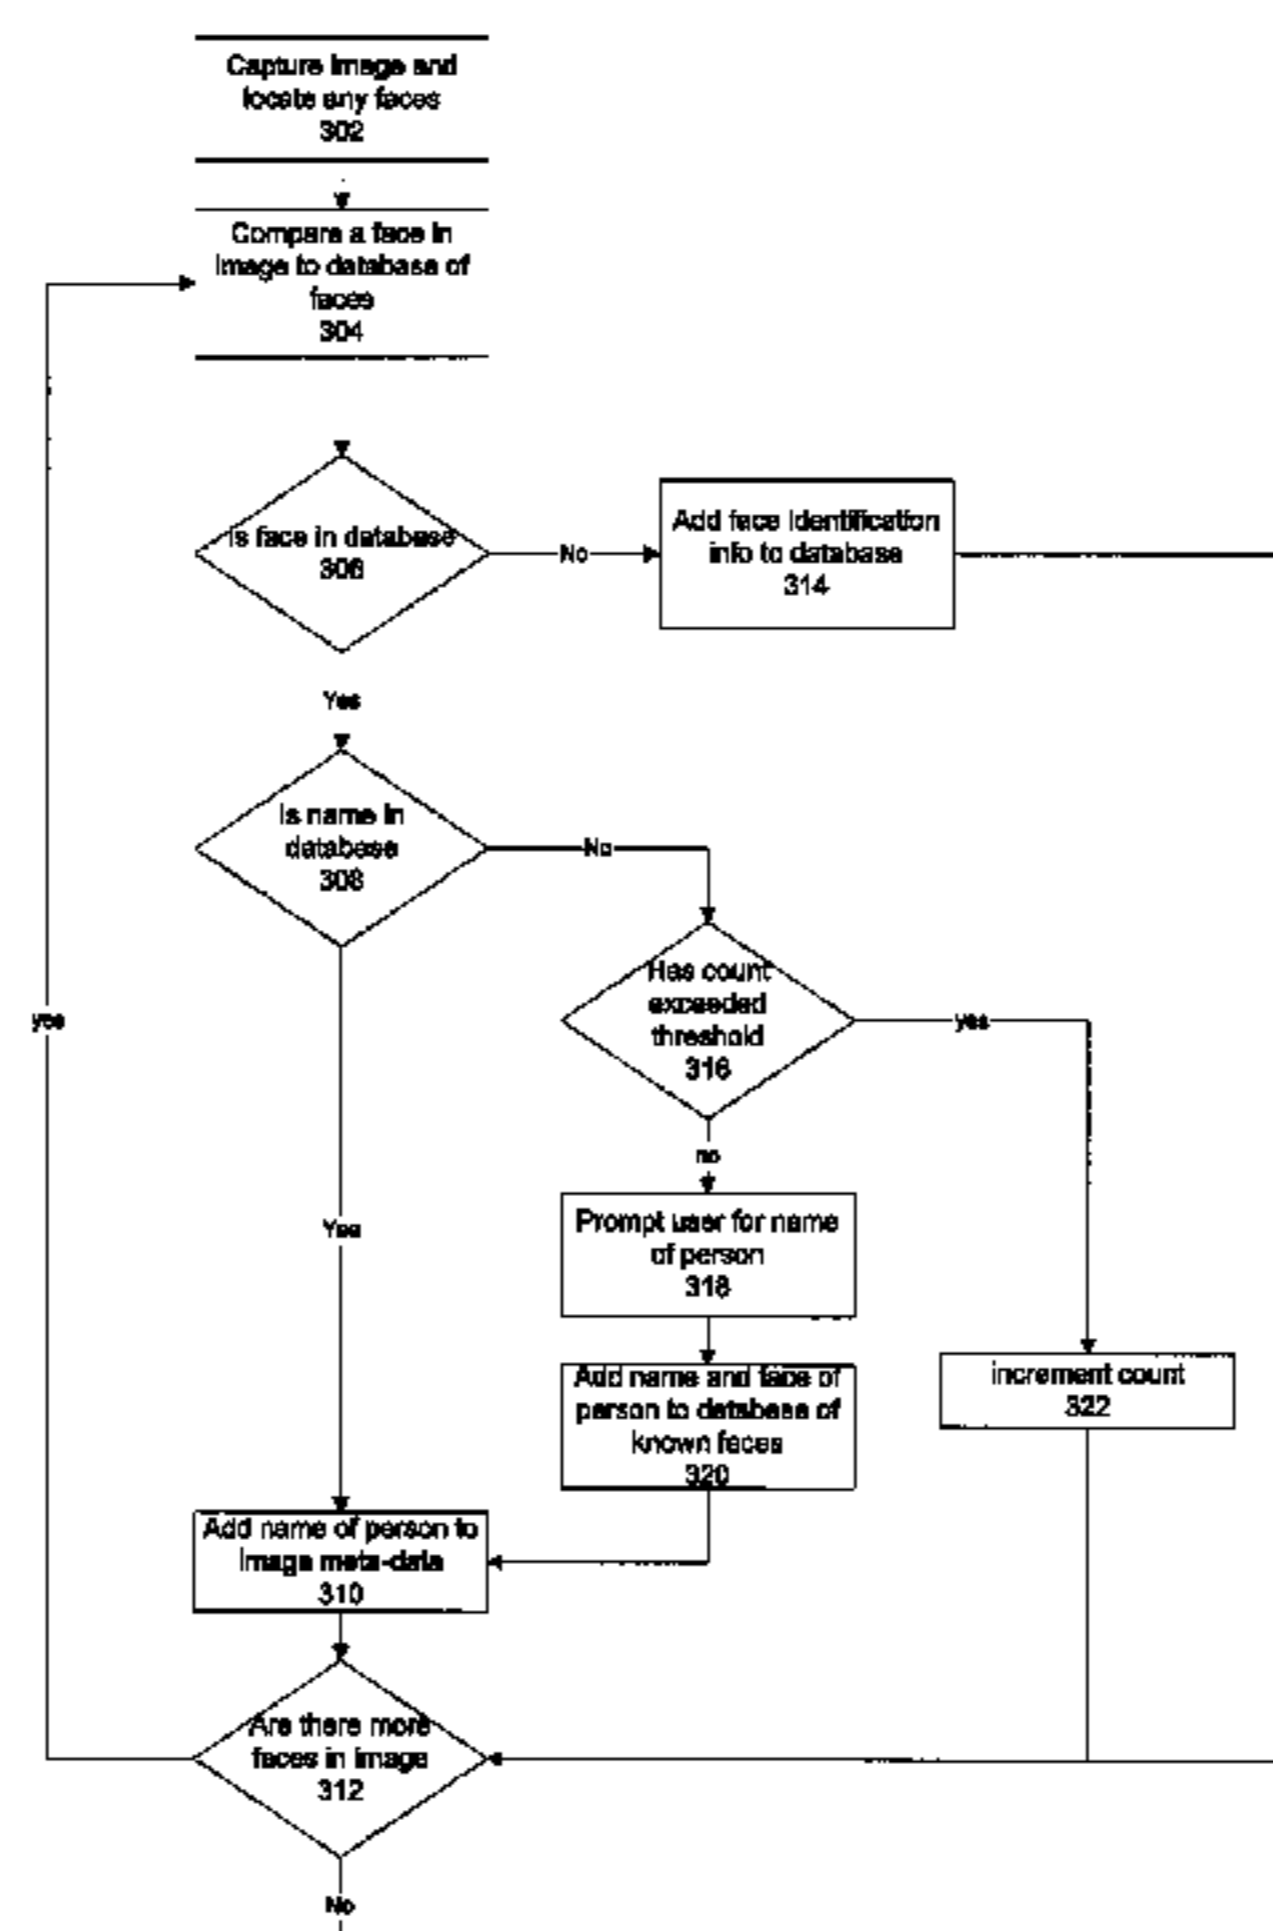 Capture image and
locate any faces
302
Compare a face in
image to database of
faces
304
Is face in database
306
No
Add face identification
info to database
314
Yes
Is name in
database
308
No
Has count
exceeded
threshold
316
yes
yes
no
Prompt user for name
of person
318
Yes
Add name and face of
person to database of
known faces
320
increment count
322
Add name of person to
image meta-data
310
Are there more
faces in image
312
No